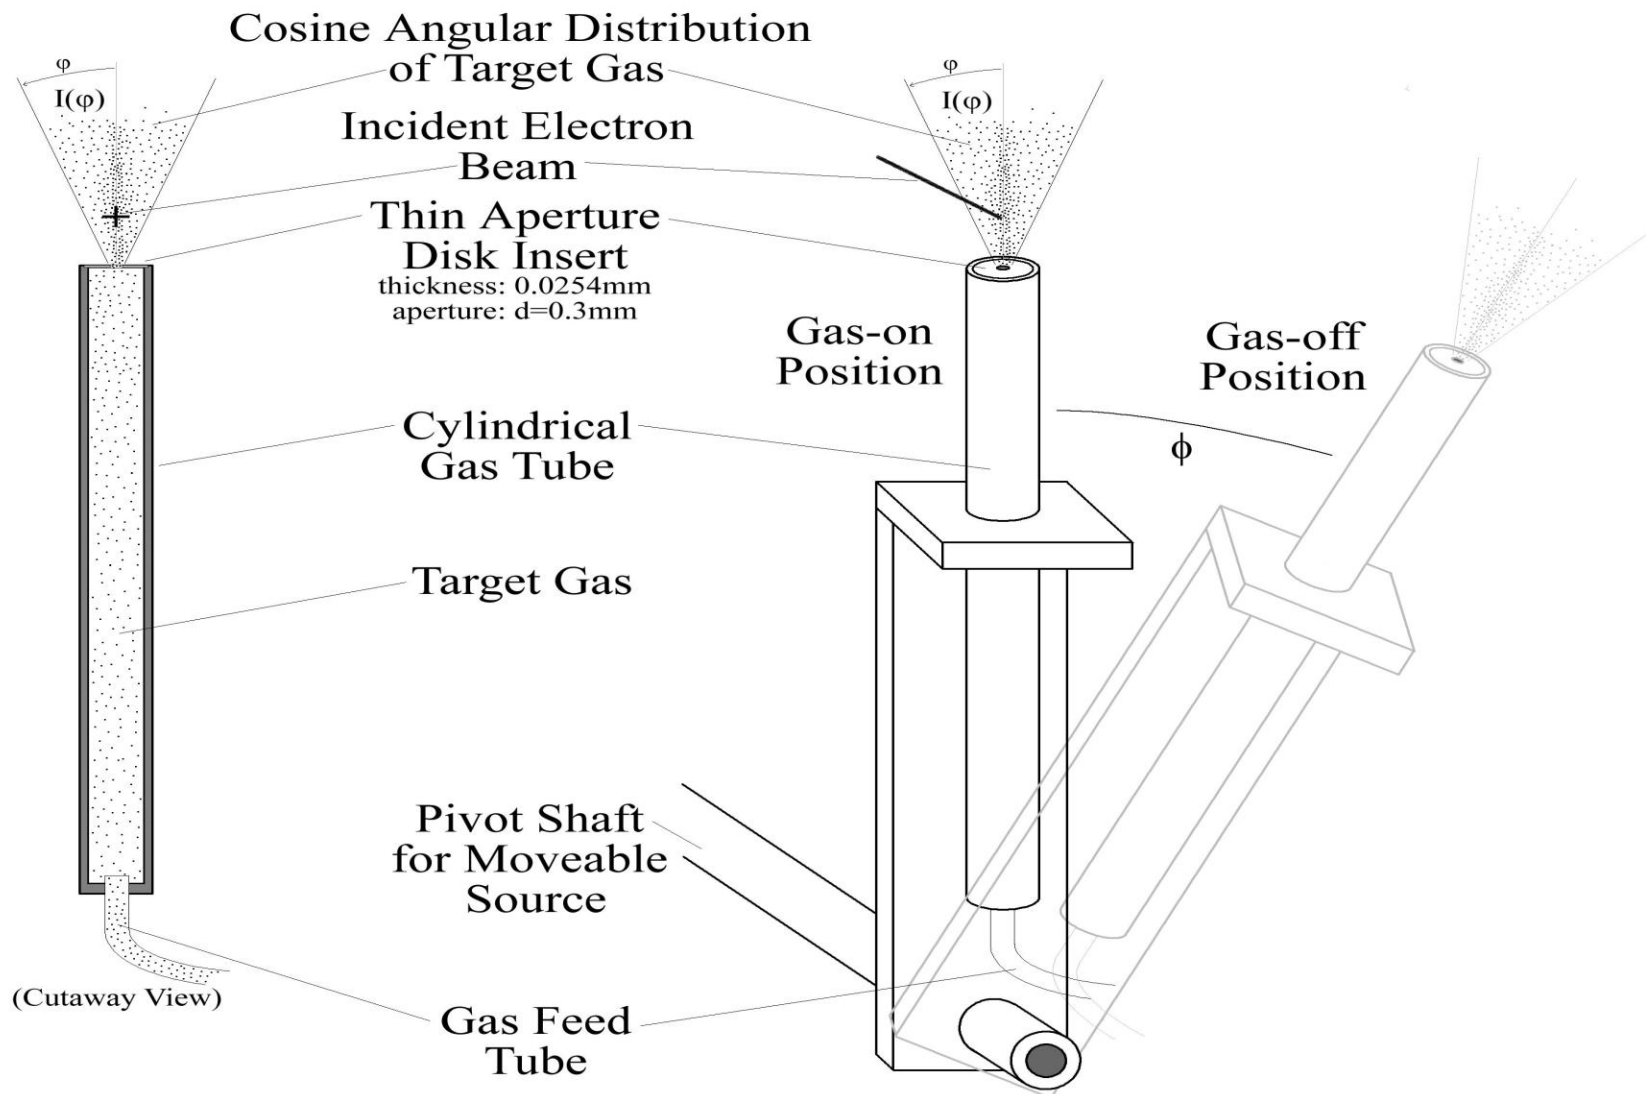 Cosine Angular Distribution
of Target Gas
φ
I(φ)
φ
I(φ)
Incident Electron
Beam
Thin Aperture
Disk Insert
thickness: 0.0254mm
aperture: d=0.3mm
Gas-on
Position
Gas-off
Position
ϕ
Cylindrical
Gas Tube
Target Gas
Pivot Shaft
for Moveable
Source
(Cutaway View)
Gas Feed
Tube